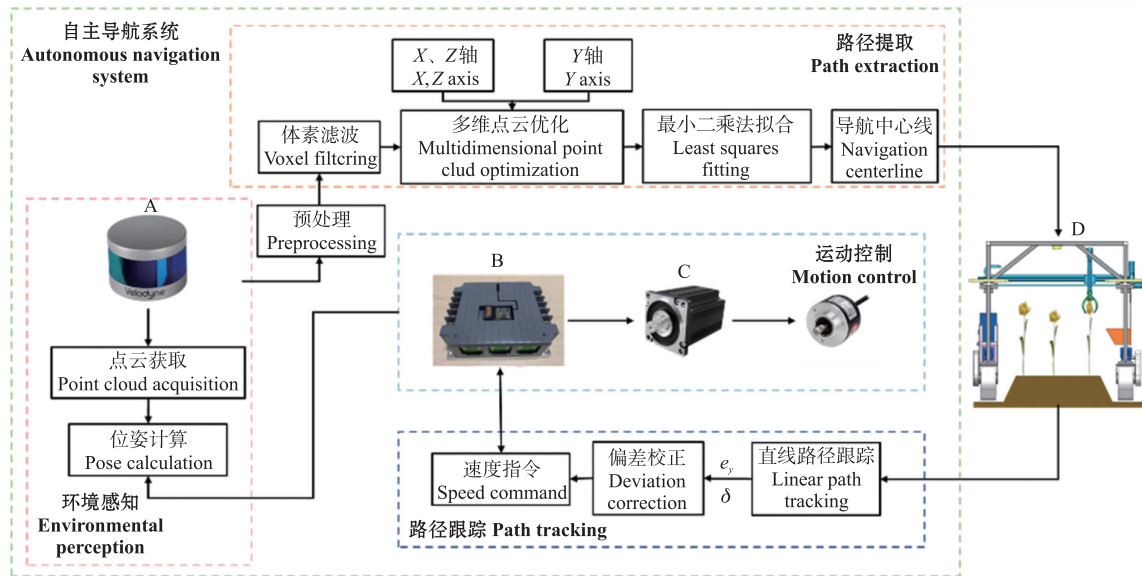 自主导航系统
Autonomous navigation
system
路径提取
Path extraction
X、Z轴
X,Z axis
Y轴
Y axis
体素滤波
Voxel filtcring
多维点云优化
Multidimensional point
clud optimization
最小二乘法拟合
Least squares
fitting
导航中心线
Navigation
centerline
预处理
Preprocessing
A
Velodyne
点云获取
Point cloud acquisition
位姿计算
Pose calculation
环境感知
Environmental
perception
运动控制
Motion control
B
C
D
速度指令
Speed command
偏差校正
Deviation
correction
e_y
δ
直线路径跟踪
Linear path
tracking
路径跟踪 Path tracking